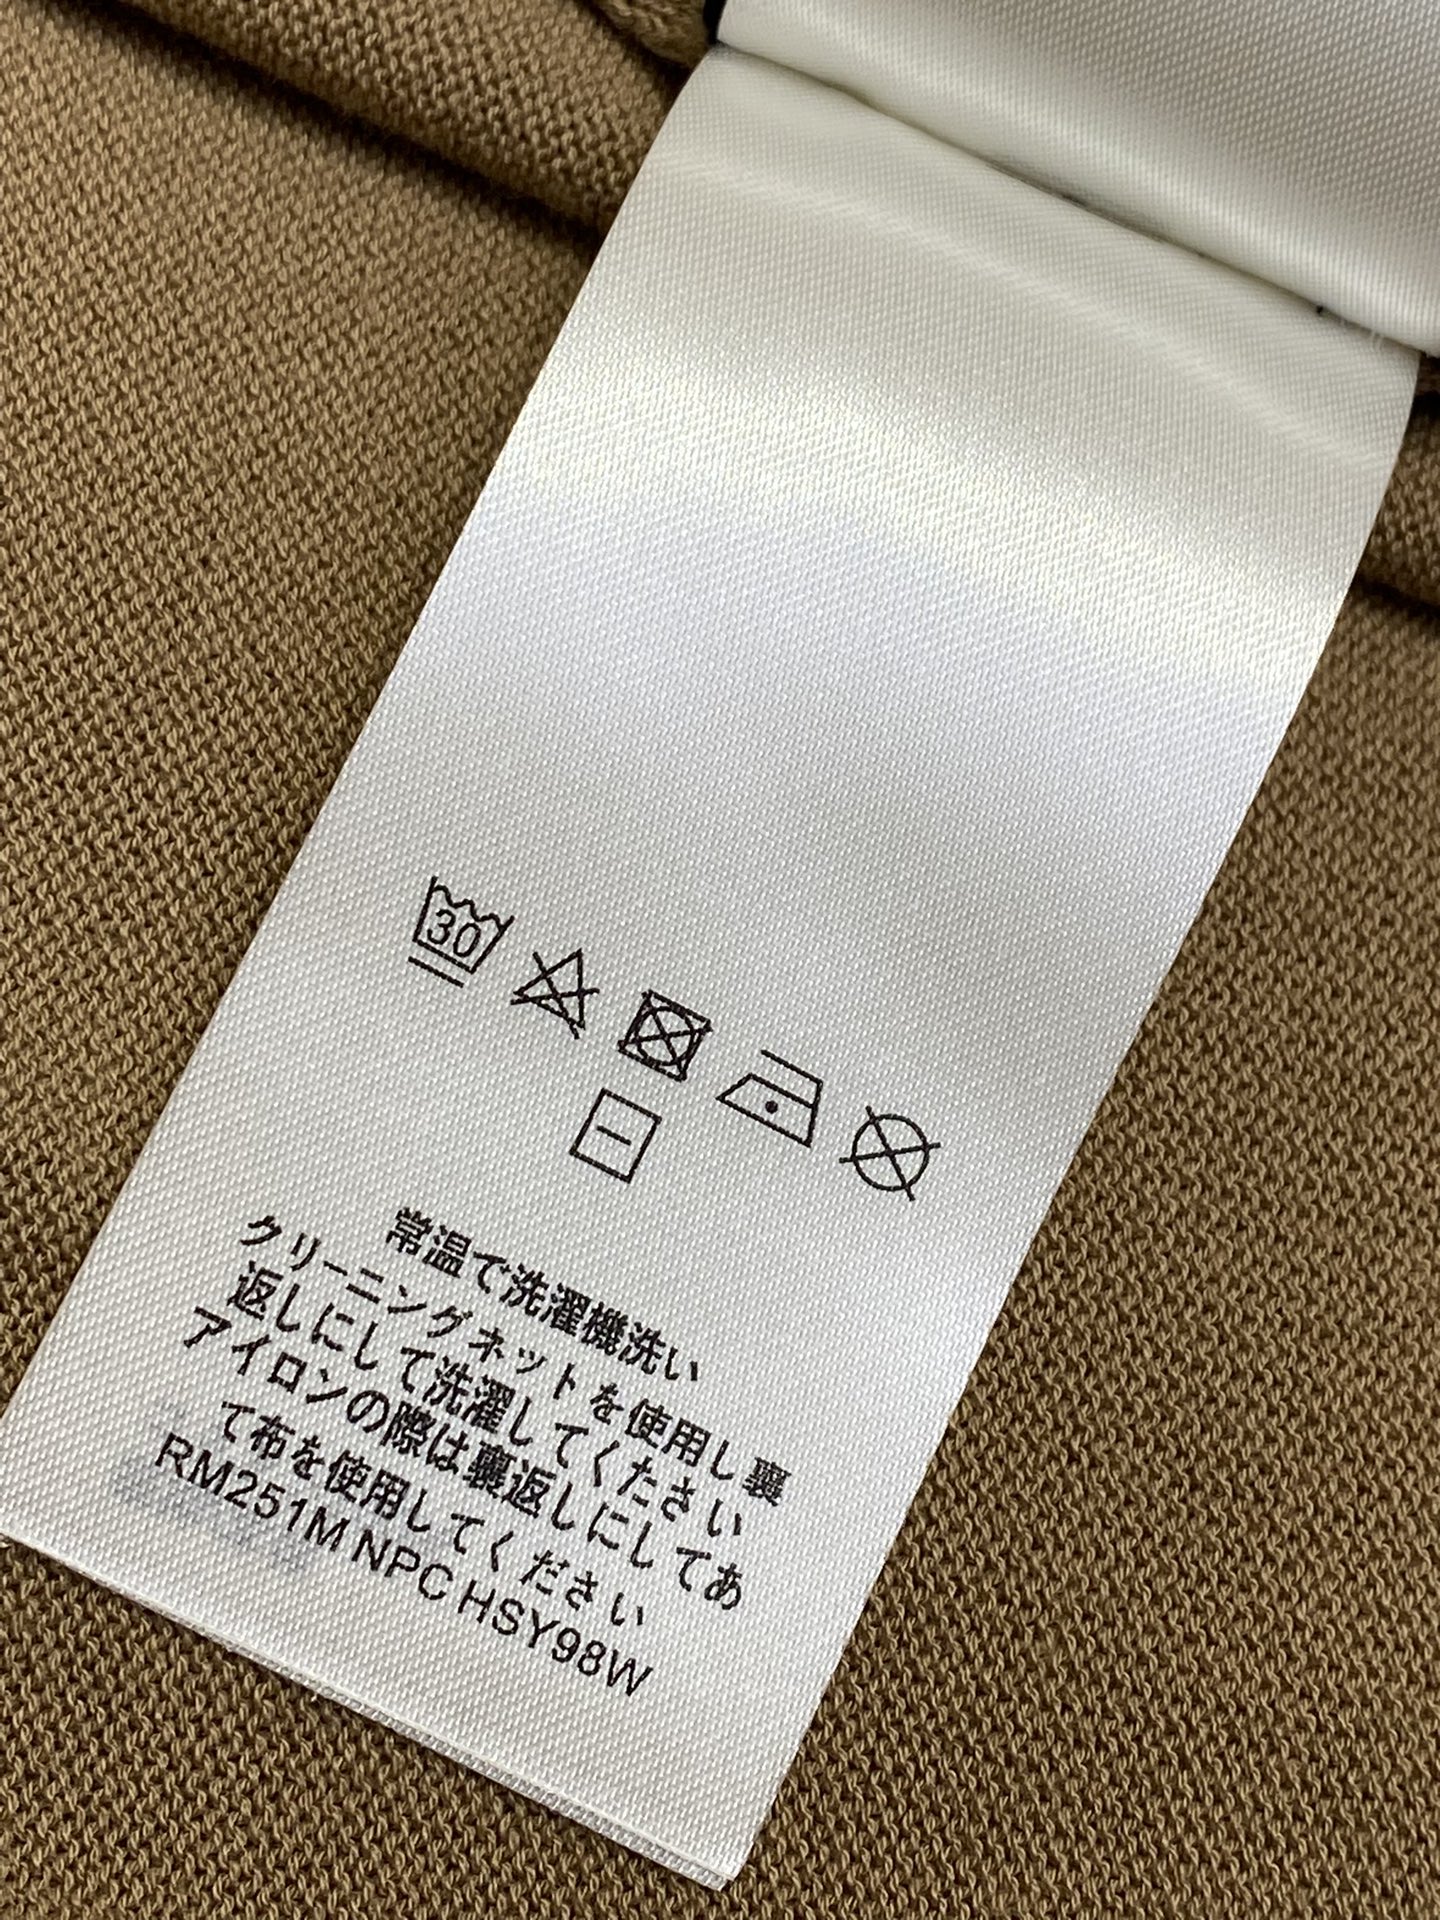 30
常温で洗濯機洗い
クリーニングネットを使用し裏
返しにして洗濯してください
アイロンの際は裏返しにしてあ
て布を使用してください
RM251M NPC HSY98W